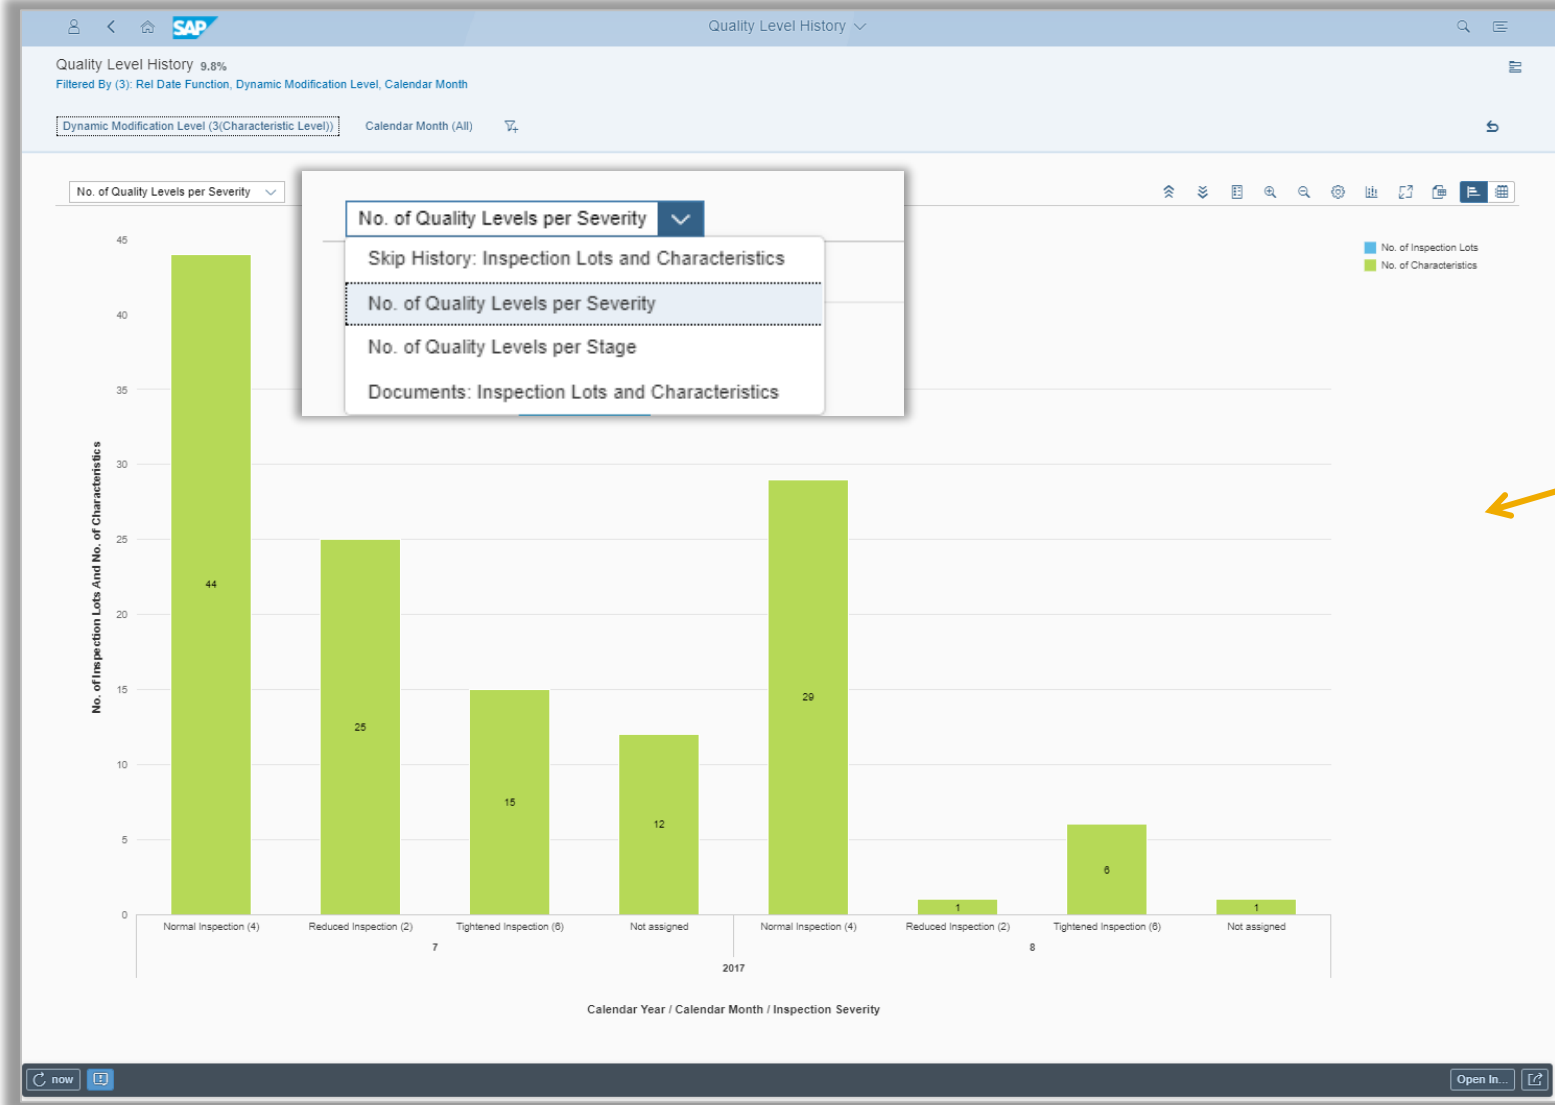 SAP
Quality Level History
Quality Level History 9.8%
Filtered By (3): Rel Date Function, Dynamic Modification Level, Calendar Month
Dynamic Modification Level (3(Characteristic Level))
Calendar Month (All)
No. of Quality Levels per Severity
No. of Quality Levels per Severity
Skip History: Inspection Lots and Characteristics
No. of Quality Levels per Severity
No. of Quality Levels per Stage
Documents: Inspection Lots and Characteristics
No. of Inspection Lots
No. of Characteristics
No. of Inspection Lots And No. of Characteristics
45
40
35
30
25
20
15
10
5
0
44
25
15
12
29
1
6
1
Normal Inspection (4)
Reduced Inspection (2)
Tightened Inspection (6)
Not assigned
Normal Inspection (4)
Reduced Inspection (2)
Tightened Inspection (6)
Not assigned
7
8
2017
Calendar Year / Calendar Month / Inspection Severity
now
Open In...